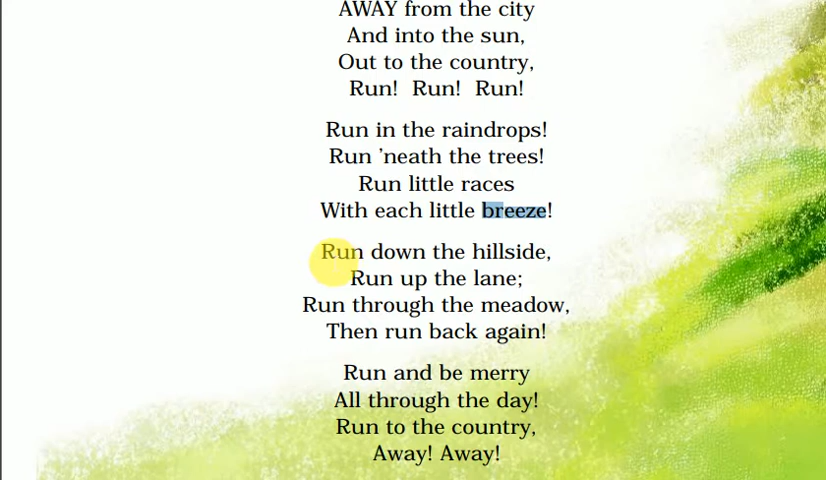 AWAY from the city
And into the sun,
Out to the country,
Run! Run! Run!
Run in the raindrops!
Run ’neath the trees!
Run little races
With each little breeze!
Run down the hillside,
Run up the lane;
Run through the meadow,
Then run back again!
Run and be merry
All through the day!
Run to the country,
Away! Away!